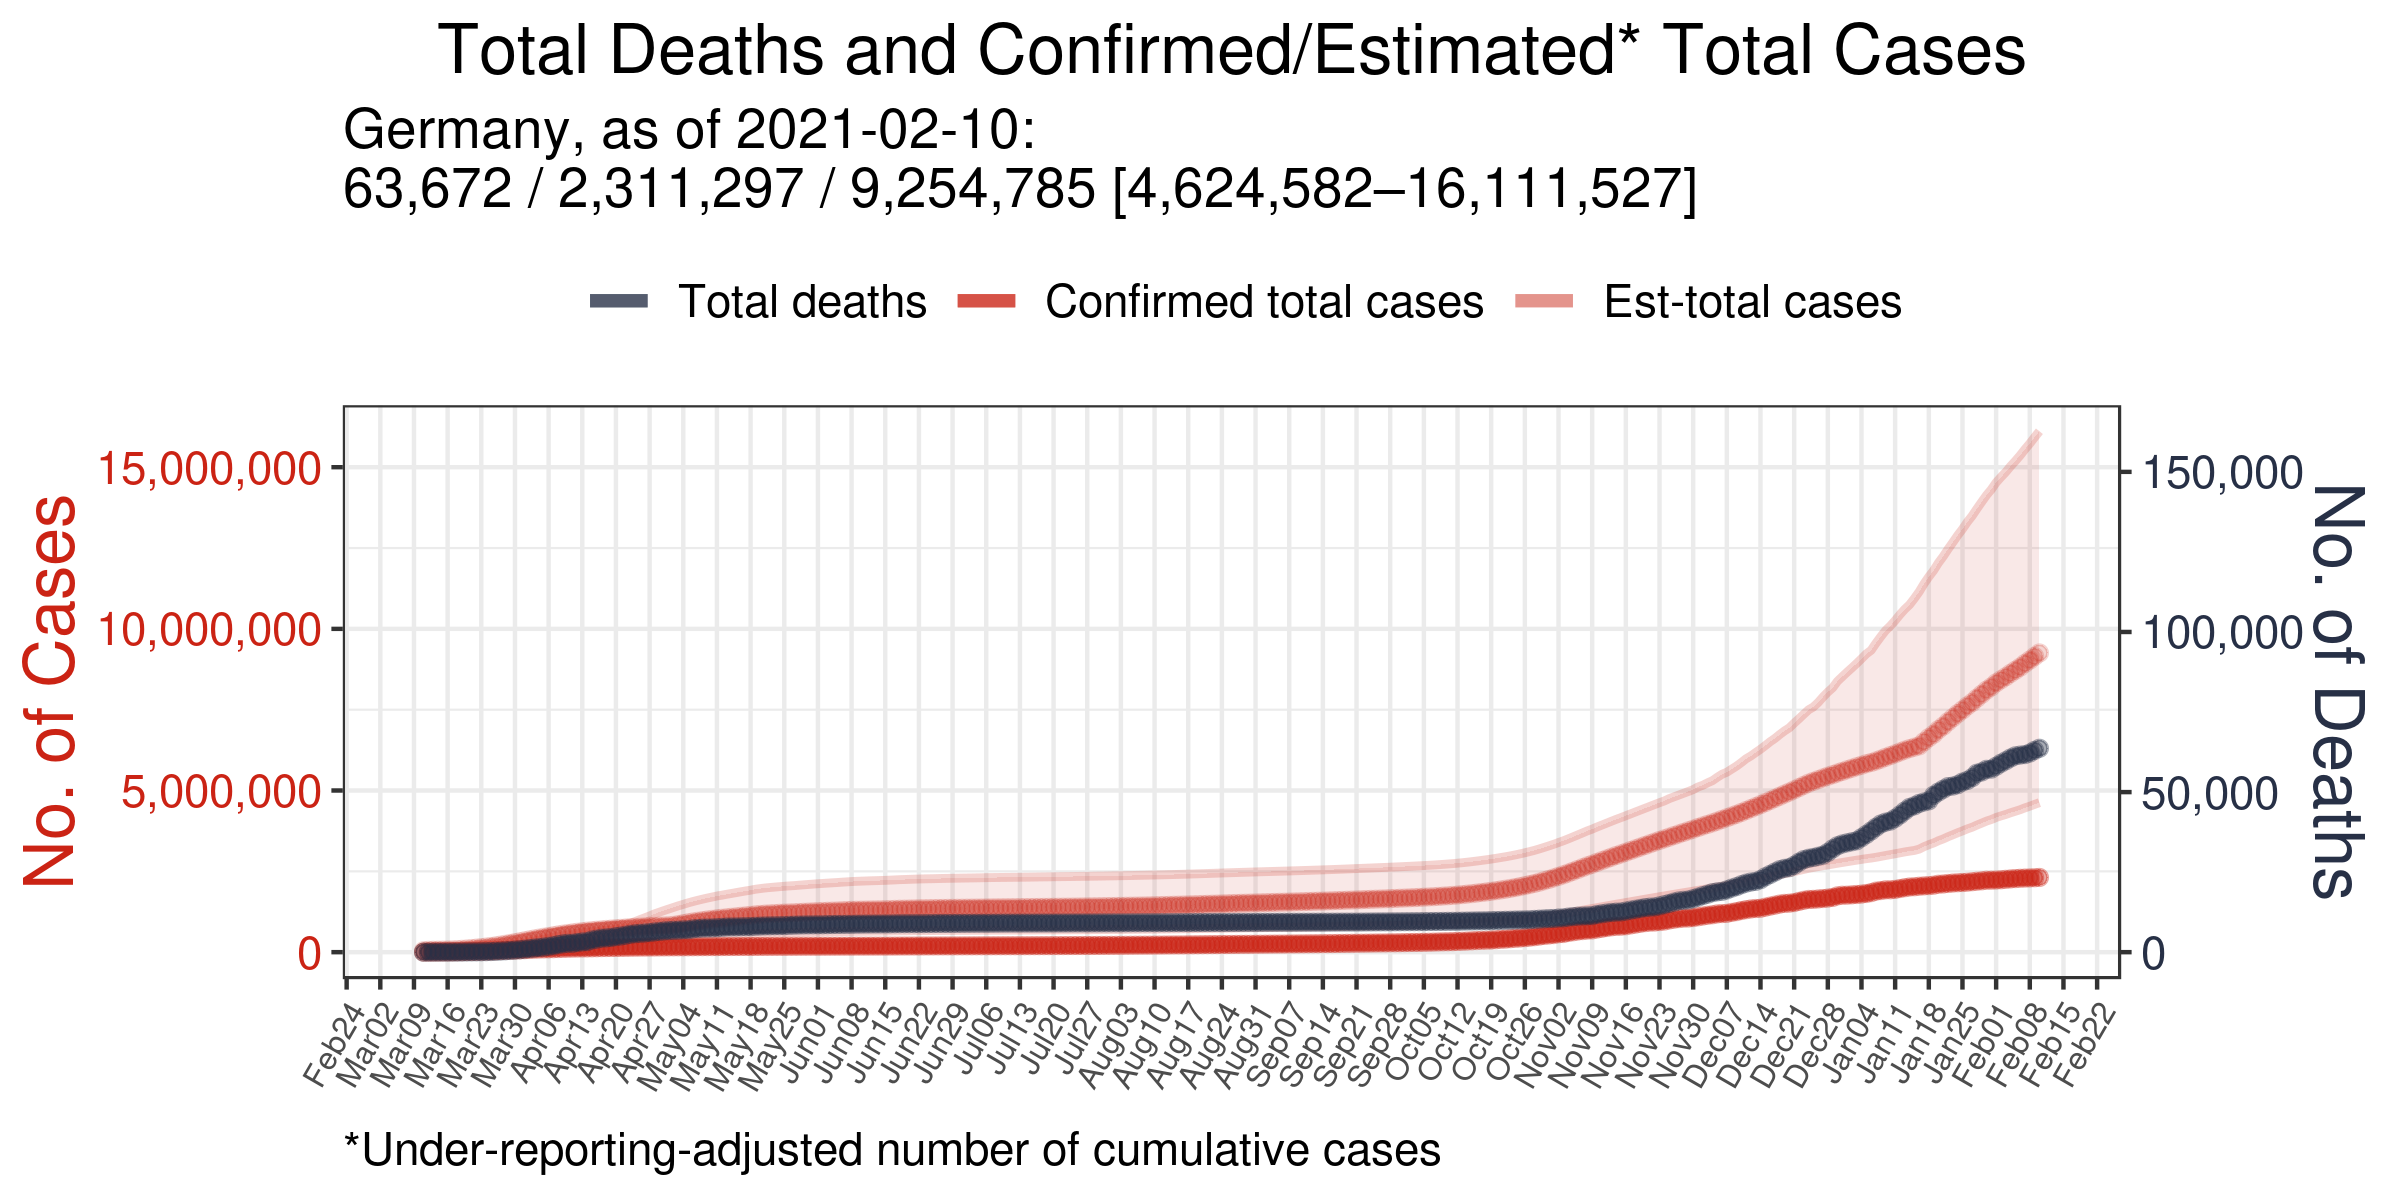 Total Deaths and Confirmed/Estimated* Total Cases
Germany, as of 2021-02-10:
63,672 / 2,311,297 / 9,254,785 [4,624,582–16,111,527]
Total deaths
Confirmed total cases
Est-total cases
No. of Cases
15,000,000
10,000,000
5,000,000
0
150,000
100,000
50,000
0
No. of Deaths
Feb24
Mar02
Mar09
Mar16
Mar23
Mar30
Apr06
Apr13
Apr20
Apr27
May04
May11
May18
May25
Jun01
Jun08
Jun15
Jun22
Jun29
Jul06
Jul13
Jul20
Jul27
Aug03
Aug10
Aug17
Aug24
Aug31
Sep07
Sep14
Sep21
Sep28
Oct05
Oct12
Oct19
Oct26
Nov02
Nov09
Nov16
Nov23
Nov30
Dec07
Dec14
Dec21
Dec28
Jan04
Jan11
Jan18
Jan25
Feb01
Feb08
Feb15
Feb22
*Under-reporting-adjusted number of cumulative cases